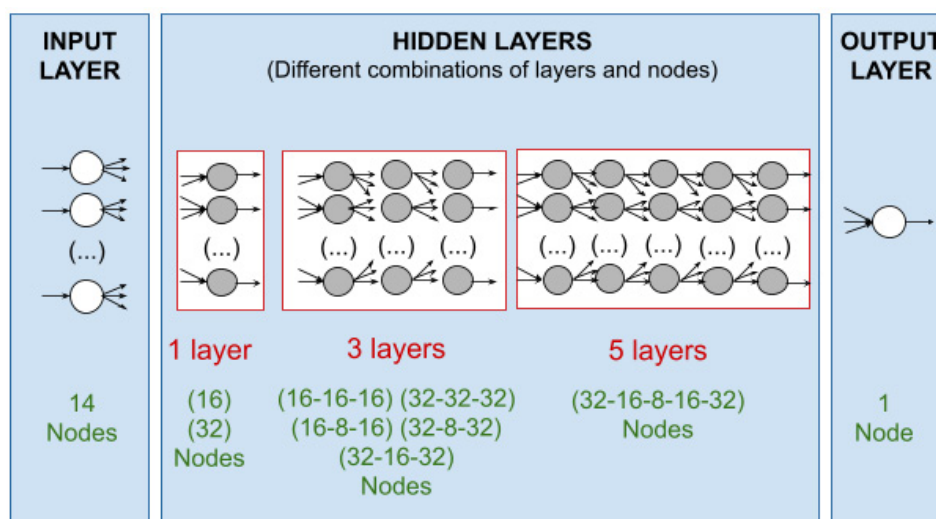 INPUT
LAYER
(...)
14
Nodes
HIDDEN LAYERS
(Different combinations of layers and nodes)
(...)
1 layer
(16)
(32)
Nodes
(...) (...) (...)
3 layers
(16-16-16) (32-32-32)
(16-8-16) (32-8-32)
(32-16-32)
Nodes
(...) (...) (...) (...) (...)
5 layers
(32-16-8-16-32)
Nodes
OUTPUT
LAYER
1
Node